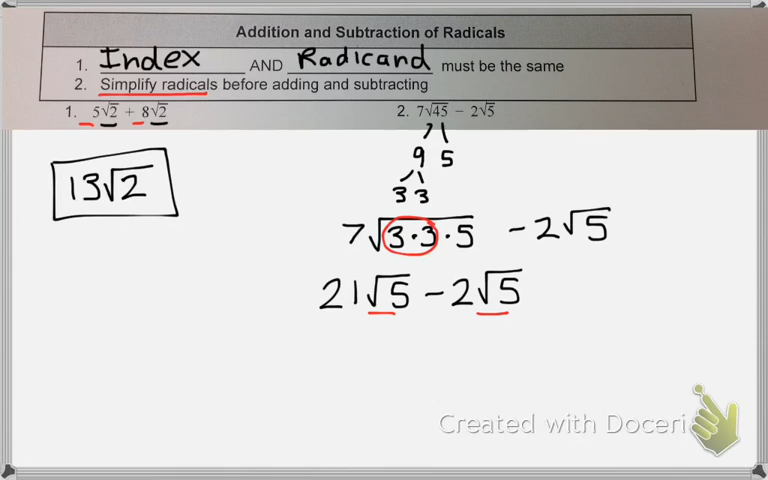 Addition and Subtraction of Radicals
1. Index AND Radicand must be the same
2. Simplify radicals before adding and subtracting
1. 5√2 + 8√2
2. 7√45 − 2√5
9 5
3 3
13√2
7√3·3·5 − 2√5
21√5 − 2√5
Created with Doceri